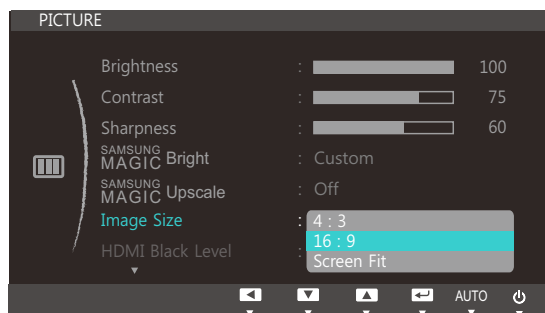 PICTURE
Brightness : 100
Contrast : 75
Sharpness : 60
SAMSUNG MAGIC Bright : Custom
SAMSUNG MAGIC Upscale : Off
Image Size : 4 : 3
16 : 9
HDMI Black Level :
Screen Fit
AUTO